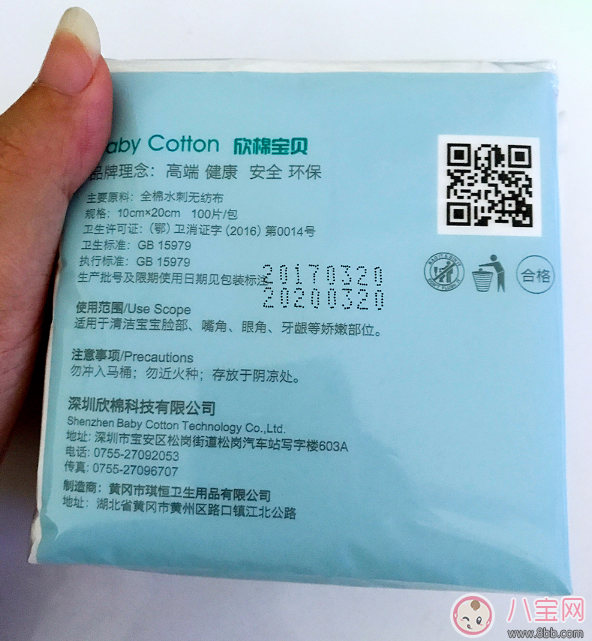 Baby Cotton 欣棉宝贝
品牌理念：高端 健康 安全 环保
主要原料：全棉水刺无纺布
规格：10cm×20cm 100片/包
卫生许可证：（鄂）卫消证字（2016）第0014号
卫生标准：GB 15979
执行标准：GB 15979
生产批号及限期使用日期见包装标注
20170320
20200320
合格
使用范围/Use Scope
适用于清洁宝宝脸部、嘴角、眼角、牙龈等娇嫩部位。
注意事项/Precautions
勿冲入马桶；勿近火种；存放于阴凉处。
深圳欣棉科技有限公司
Shenzhen Baby Cotton Technology Co.,Ltd.
地址：深圳市宝安区松岗街道松岗汽车站写字楼603A
电话：0755-27092053
传真：0755-27096707
制造商：黄冈市琪恒卫生用品有限公司
地址：湖北省黄冈市黄州区路口镇江北公路
八宝网
www.8bb.com